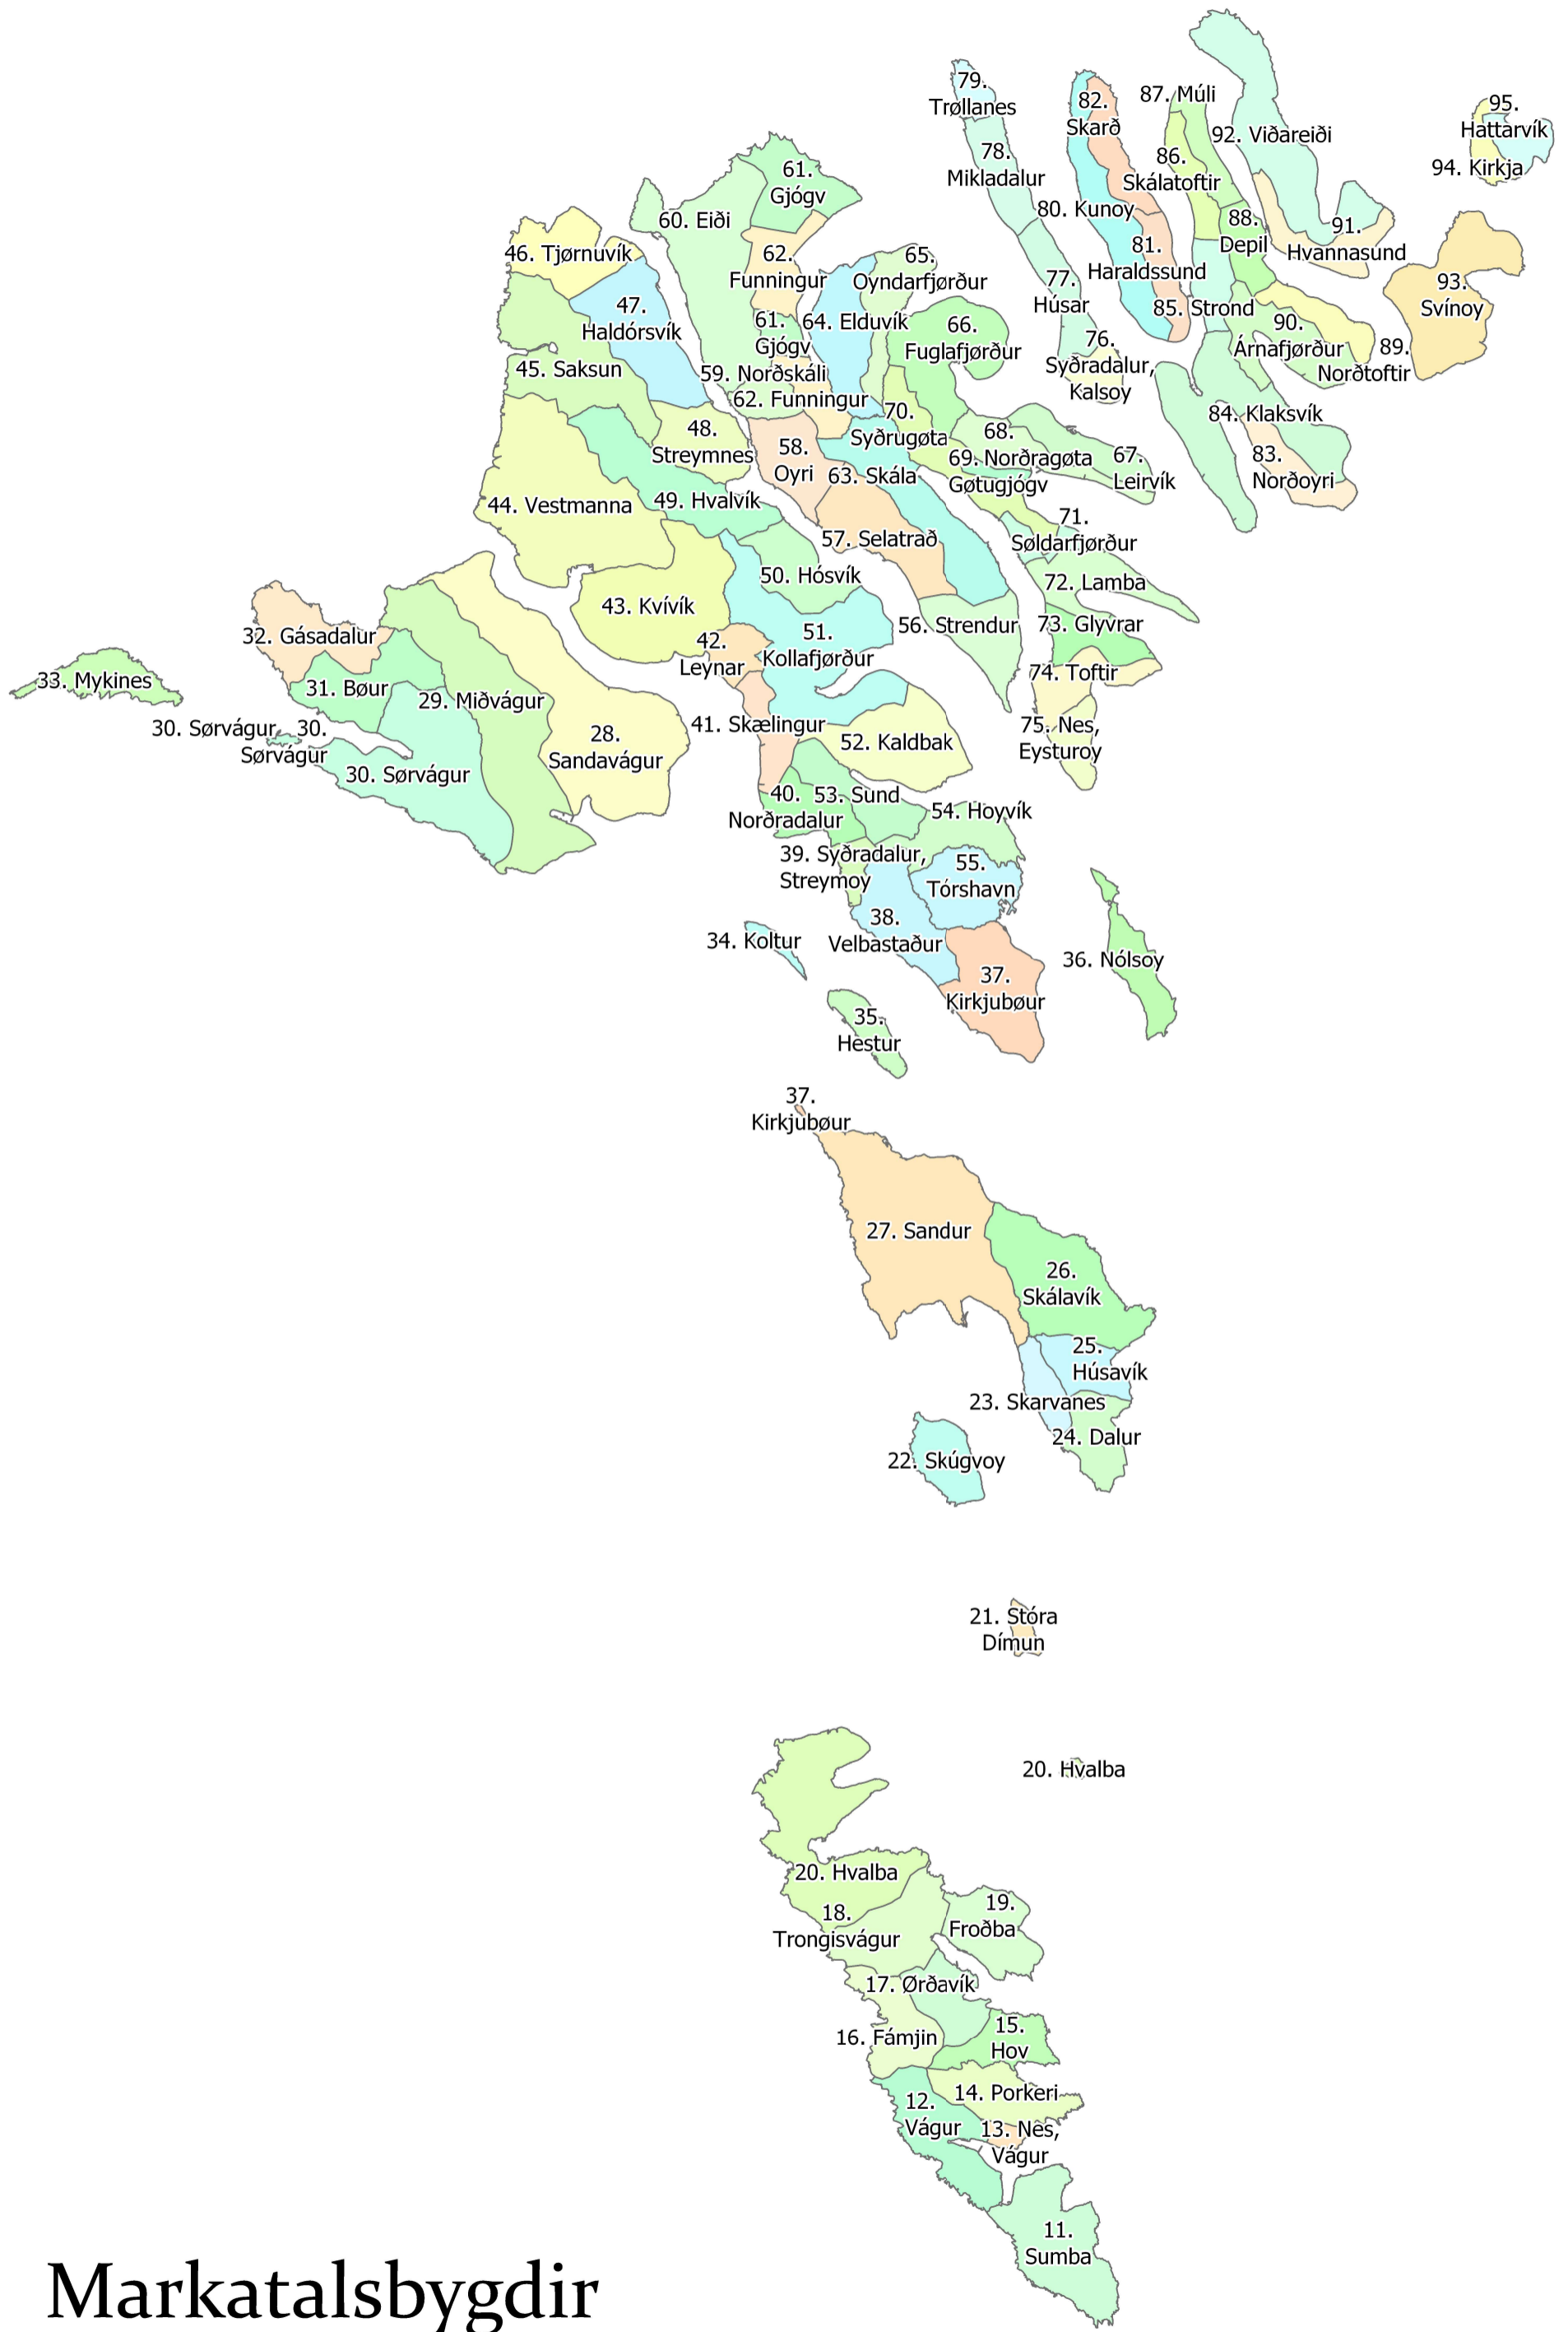 79.
Trøllanes
82.
Skarð
87. Múli
95.
Hattarvík
92. Viðareiði
94. Kirkja
78.
Mikladalur
86.
Skálatoftir
61.
Gjógv
60. Eiði
80. Kunoy
88.
Depil
91.
Hvannasund
46. Tjørnuvík
62.
Funningur
65.
Oyndarfjørður
81.
Haraldssund
77.
Húsar
93.
Svínoy
47.
Haldórsvík
61.
Gjógv
64. Elduvík
66.
Fuglafjørður
85. Strond
90.
Árnafjørður
89.
Norðtoftir
76.
Syðradalur,
Kalsoy
45. Saksun
59. Norðskáli
62. Funningur
70.
Syðrugøta
84. Klaksvík
48.
Streymnes
58.
Oyri
68.
69. Norðragøta
Gøtugjógv
67.
Leirvík
83.
Norðoyri
63. Skála
44. Vestmanna
49. Hvalvík
71.
Søldarfjørður
57. Selatrað
50. Hósvík
72. Lamba
43. Kvívík
56. Strendur
73. Glyvrar
32. Gásadalur
42.
Leynar
51.
Kollafjørður
33. Mykines
31. Bøur
29. Miðvágur
74. Toftir
30. Sørvágur
30.
Sørvágur
28.
Sandavágur
41. Skælingur
52. Kaldbak
75. Nes,
Eysturoy
30. Sørvágur
40.
Norðradalur
53. Sund
54. Hoyvík
39. Syðradalur,
Streymoy
55.
Tórshavn
34. Koltur
38.
Velbastaður
36. Nólsoy
37.
Kirkjubøur
35.
Hestur
37.
Kirkjubøur
27. Sandur
26.
Skálavík
25.
Húsavík
23. Skarvanes
24. Dalur
22. Skúgvoy
21. Stóra
Dímun
20. Hvalba
20. Hvalba
18.
Trongisvágur
19.
Froðba
17. Ørðavík
16. Fámjin
15.
Hov
14. Porkeri
12.
Vágur
13. Nes,
Vágur
11.
Sumba
Markatalsbygdir